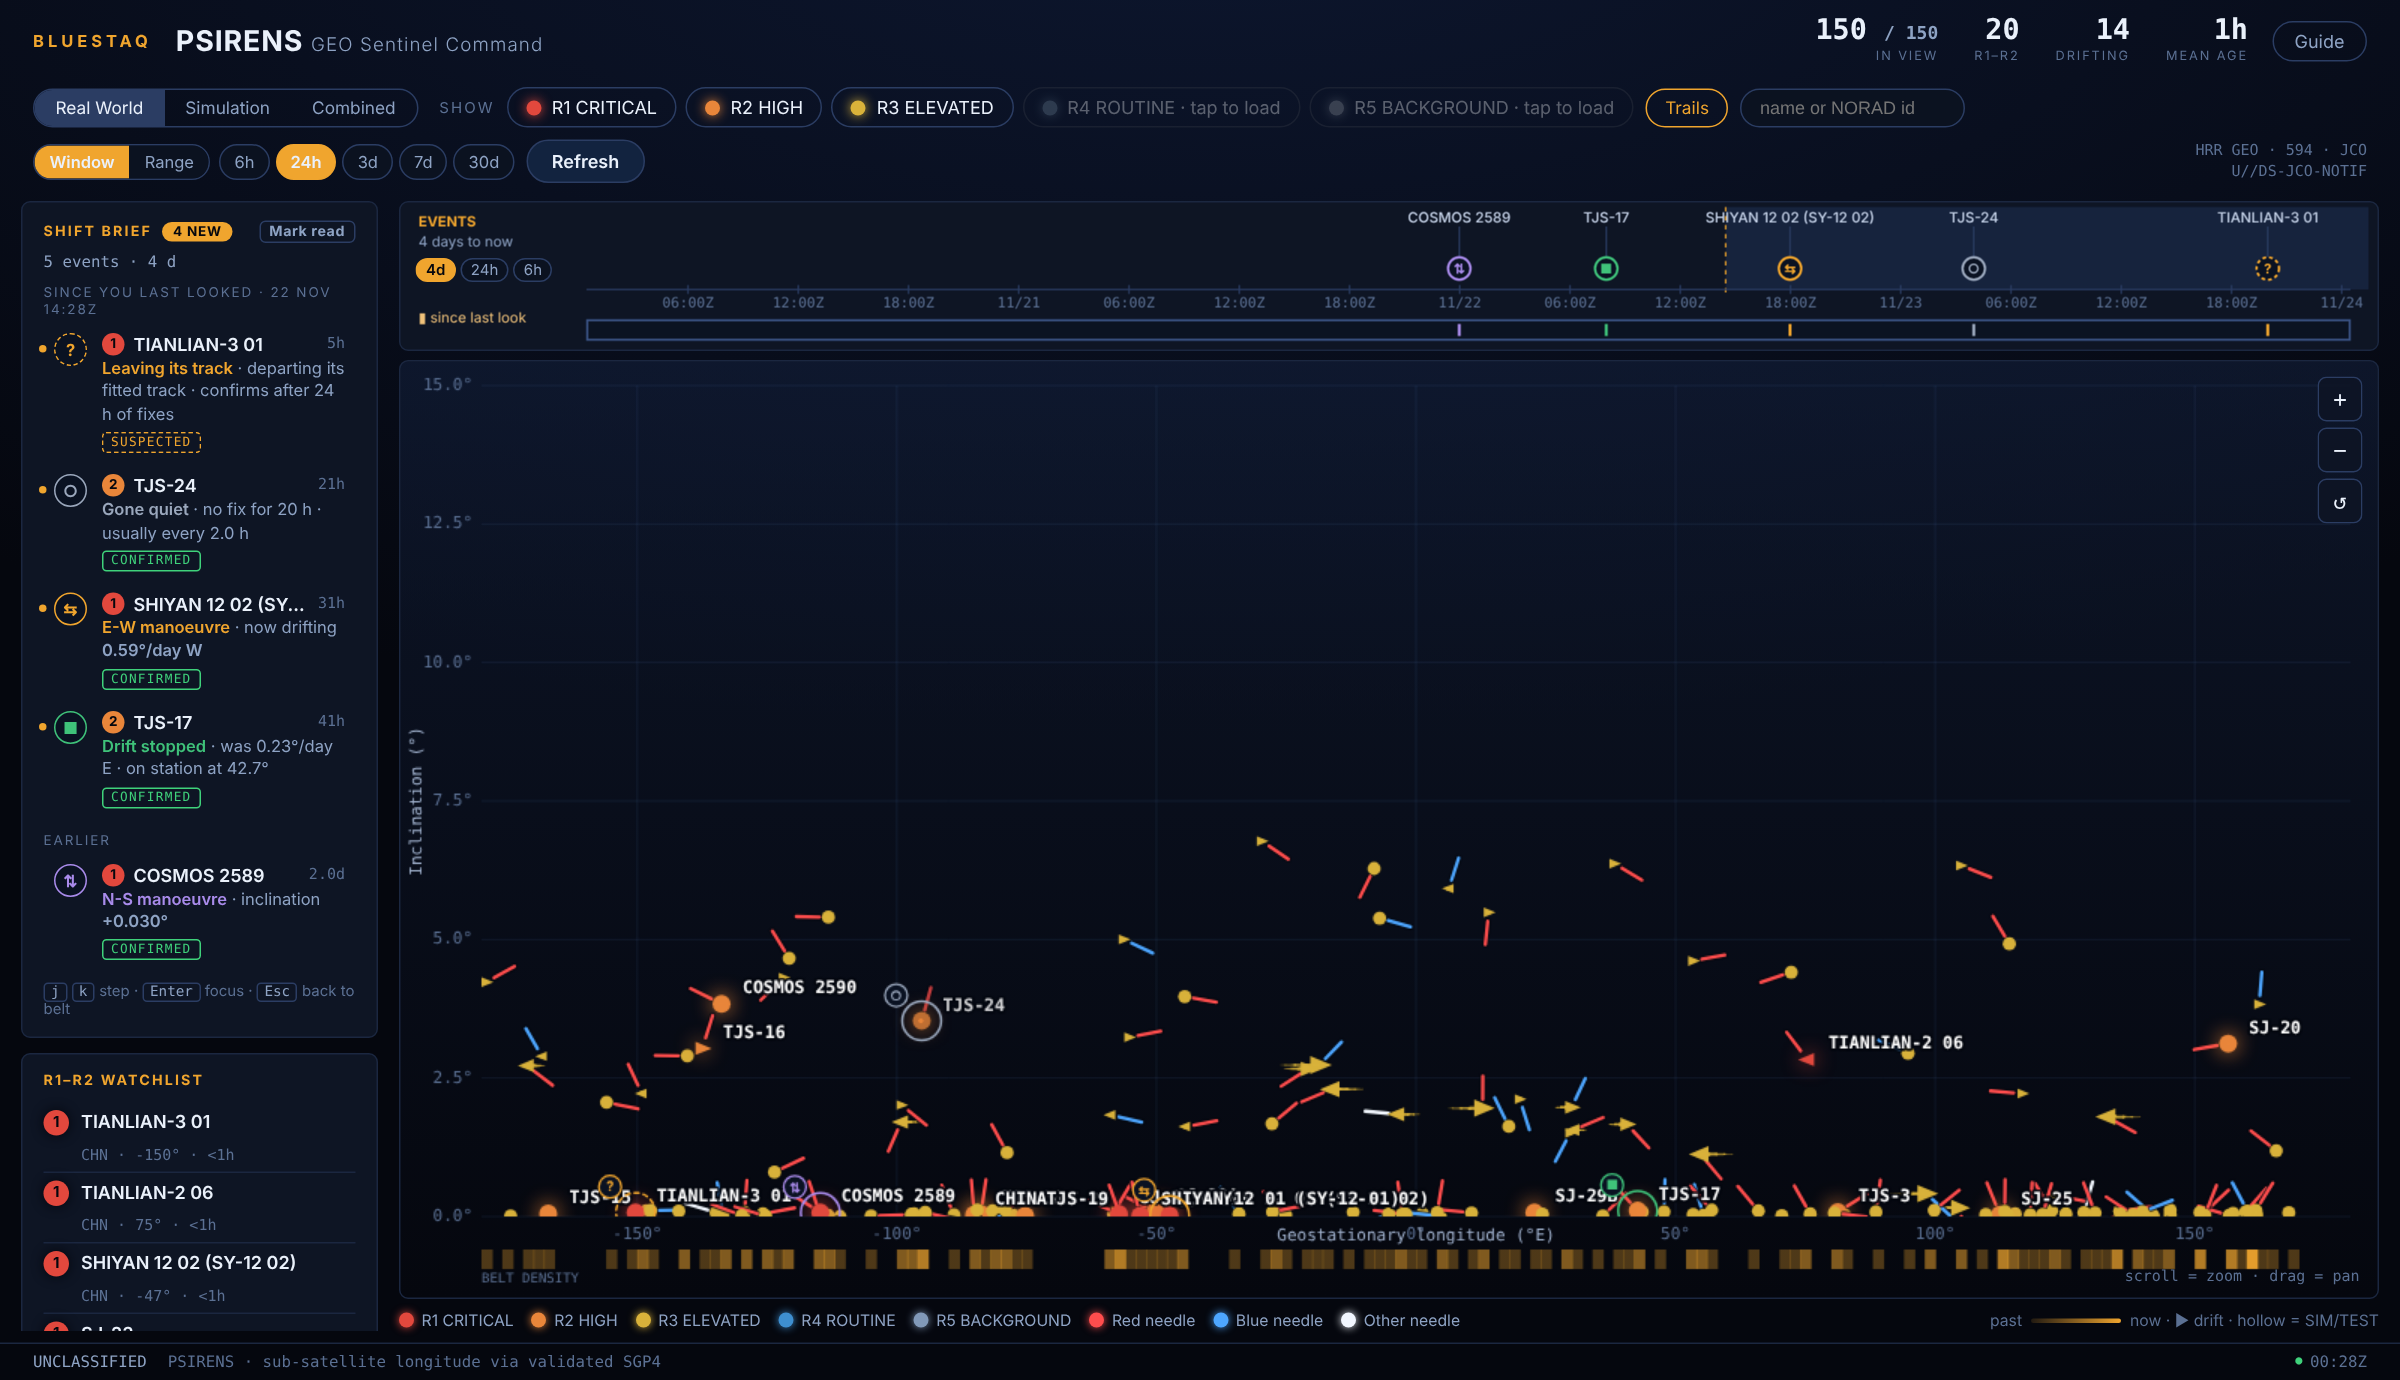 BLUESTAQ PSIRENS GEO Sentinel Command
150 / 150 IN VIEW
20 R1–R2
14 DRIFTING
1h MEAN AGE
Guide
Real World Simulation Combined SHOW R1 CRITICAL R2 HIGH R3 ELEVATED R4 ROUTINE · tap to load R5 BACKGROUND · tap to load Trails name or NORAD id
Window Range 6h 24h 3d 7d 30d Refresh
HRR GEO · 594 · JCO
U//DS-JCO-NOTIF
SHIFT BRIEF 4 NEW Mark read
5 events · 4 d
SINCE YOU LAST LOOKED · 22 NOV
14:28Z
? 1 TIANLIAN-3 01 5h
Leaving its track · departing its
fitted track · confirms after 24
h of fixes
SUSPECTED
2 TJS-24 21h
Gone quiet · no fix for 20 h ·
usually every 2.0 h
CONFIRMED
⇆ 1 SHIYAN 12 02 (SY... 31h
E-W manoeuvre · now drifting
0.59°/day W
CONFIRMED
2 TJS-17 41h
Drift stopped · was 0.23°/day
E · on station at 42.7°
CONFIRMED
EARLIER
⇅ 1 COSMOS 2589 2.0d
N-S manoeuvre · inclination
+0.030°
CONFIRMED
j k step · Enter focus · Esc back to
belt
R1–R2 WATCHLIST
1 TIANLIAN-3 01
CHN · -150° · <1h
1 TIANLIAN-2 06
CHN · 75° · <1h
1 SHIYAN 12 02 (SY-12 02)
CHN · -47° · <1h
EVENTS
4 days to now
4d 24h 6h
since last look
COSMOS 2589 TJS-17 SHIYAN 12 02 (SY-12 02) TJS-24 TIANLIAN-3 01
⇅ ⇆ ?
06:00Z 12:00Z 18:00Z 11/21 06:00Z 12:00Z 18:00Z 11/22 06:00Z 12:00Z 18:00Z 11/23 06:00Z 12:00Z 18:00Z 11/24
+
−
↺
15.0°
12.5°
10.0°
7.5°
5.0°
2.5°
0.0°
Inclination (°)
COSMOS 2590
TJS-24
TJS-16
TIANLIAN-2 06
SJ-20
TJS-15 TIANLIAN-3 01 COSMOS 2589 TJS-19 SJ-29B TJS-17 TJS-3 SJ-25
-150° -100° -50° 0° 50° 100° 150°
Geostationary longitude (°E)
BELT DENSITY
scroll = zoom · drag = pan
R1 CRITICAL R2 HIGH R3 ELEVATED R4 ROUTINE R5 BACKGROUND Red needle Blue needle Other needle
past now · ▶ drift · hollow = SIM/TEST
UNCLASSIFIED PSIRENS · sub-satellite longitude via validated SGP4
00:28Z